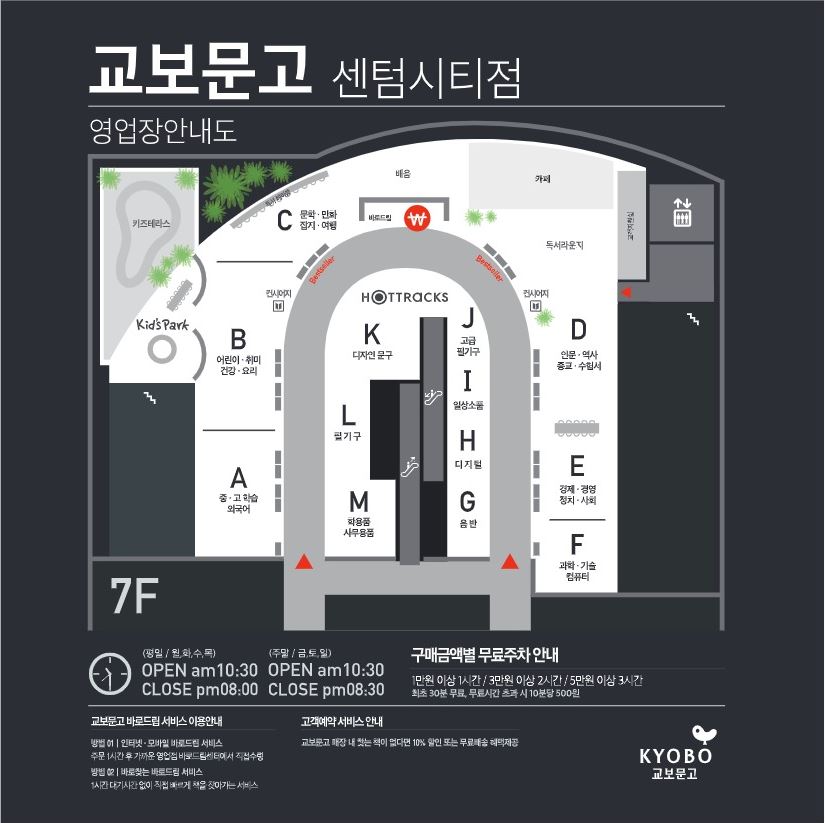 교보문고 센텀시티점
영업장안내도
키즈테라스
Kid'sPark
C 문학·만화
잡지·여행
배움
바로드림
카페
독서라운지
Bestseller
Bestseller
컨시어지
컨시어지
HOTTRACKS
B
어린이·취미
건강·요리
A
중·고 학습
외국어
K
디자인 문구
L
필기구
M
화용품
사무용품
J
고급
필기구
I
일상소품
H
디지털
G
음반
D
인문·역사
종교·수험서
E
경제·경영
정치·사회
F
과학·기술
컴퓨터
7F
(평일 / 월,화,수,목)
OPEN am10:30
CLOSE pm08:00
(주말 / 금,토,일)
OPEN am10:30
CLOSE pm08:30
구매금액별 무료주차 안내
1만원 이상 1시간 / 3만원 이상 2시간 / 5만원 이상 3시간
최초 30분 무료, 무료시간 초과 시 10분당 500원
교보문고 바로드림 서비스 이용안내
방법 01 | 인터넷·모바일 바로드림 서비스
주문 1시간 후 가까운 영업점 바로드림센터에서 직접수령
방법 02 | 바로찾는 바로드림 서비스
1시간 대기시간 없이 직접 빠르게 책을 찾아가는 서비스
고객예약 서비스 안내
교보문고 매장 내 찾는 책이 없다면 10% 할인 또는 무료배송 혜택제공
KYOBO
교보문고